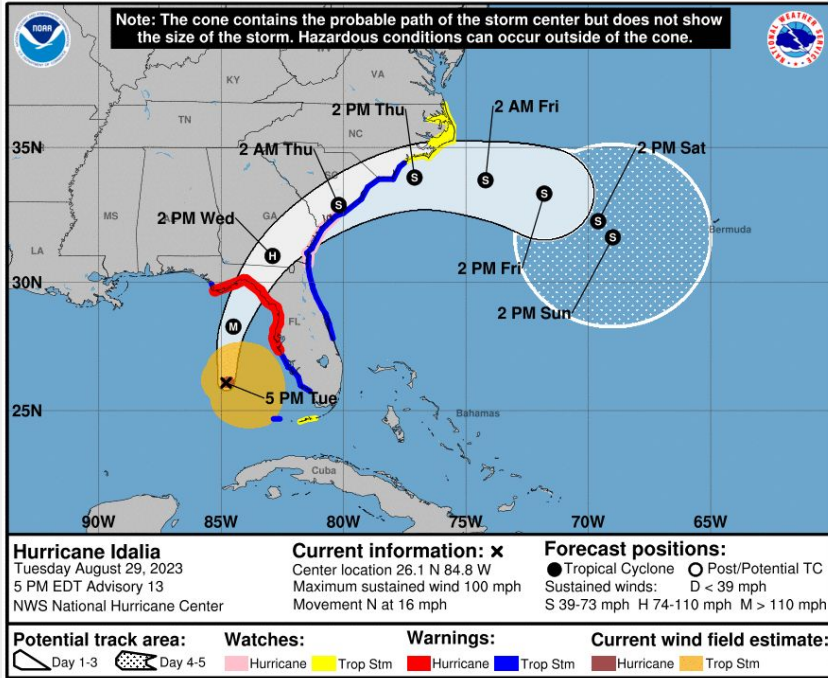 Note: The cone contains the probable path of the storm center but does not show
the size of the storm. Hazardous conditions can occur outside of the cone.
NOAA
NATIONAL WEATHER SERVICE
KY
VA
TN
NC
MS
GA
LA
FL
35N
30N
25N
2 PM Thu
2 AM Fri
2 AM Thu
2 PM Sat
2 PM Wed
2 PM Fri
2 PM Sun
5 PM Tue
S
S
S
S
S
S
H
M
Bermuda
Bahamas
Cuba
90W
85W
80W
75W
70W
65W
Hurricane Idalia
Tuesday August 29, 2023
5 PM EDT Advisory 13
NWS National Hurricane Center
Current information: ×
Center location 26.1 N 84.8 W
Maximum sustained wind 100 mph
Movement N at 16 mph
Forecast positions:
Tropical Cyclone Post/Potential TC
Sustained winds: D < 39 mph
S 39-73 mph H 74-110 mph M > 110 mph
Potential track area:
Day 1-3 Day 4-5
Watches:
Hurricane Trop Stm
Warnings:
Hurricane Trop Stm
Current wind field estimate:
Hurricane Trop Stm